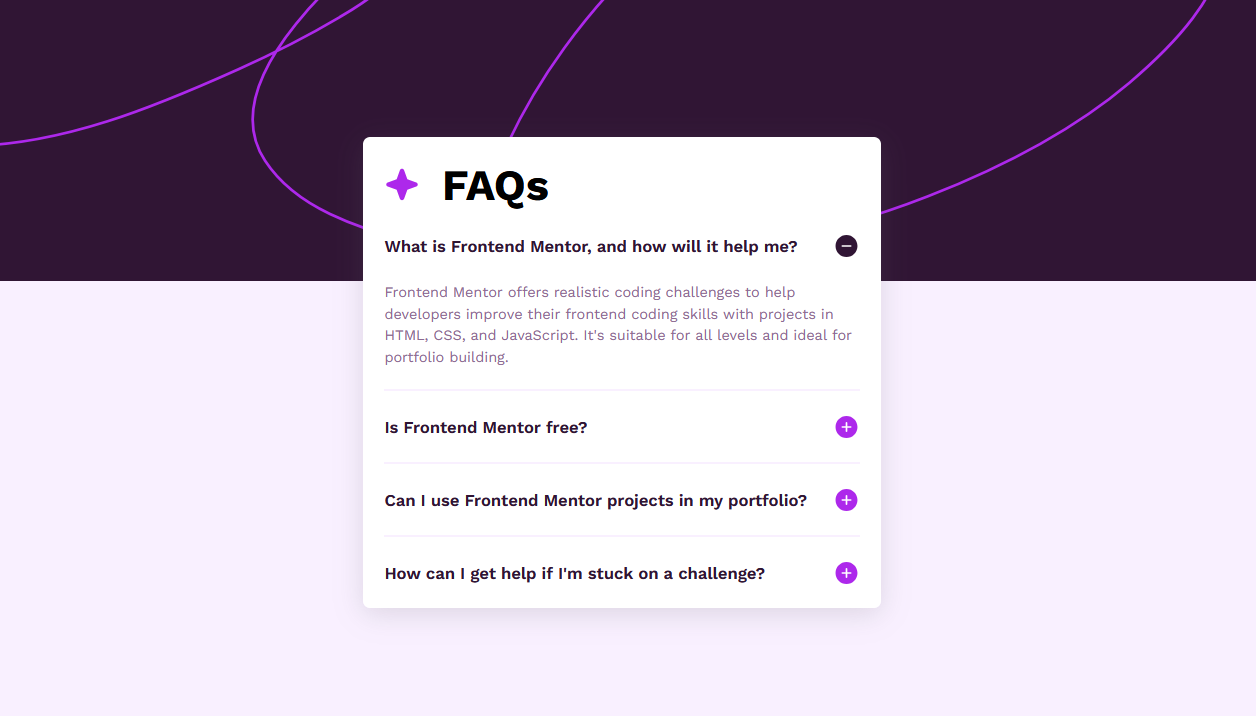 FAQs
What is Frontend Mentor, and how will it help me?
Frontend Mentor offers realistic coding challenges to help
developers improve their frontend coding skills with projects in
HTML, CSS, and JavaScript. It's suitable for all levels and ideal for
portfolio building.
Is Frontend Mentor free?
Can I use Frontend Mentor projects in my portfolio?
How can I get help if I'm stuck on a challenge?